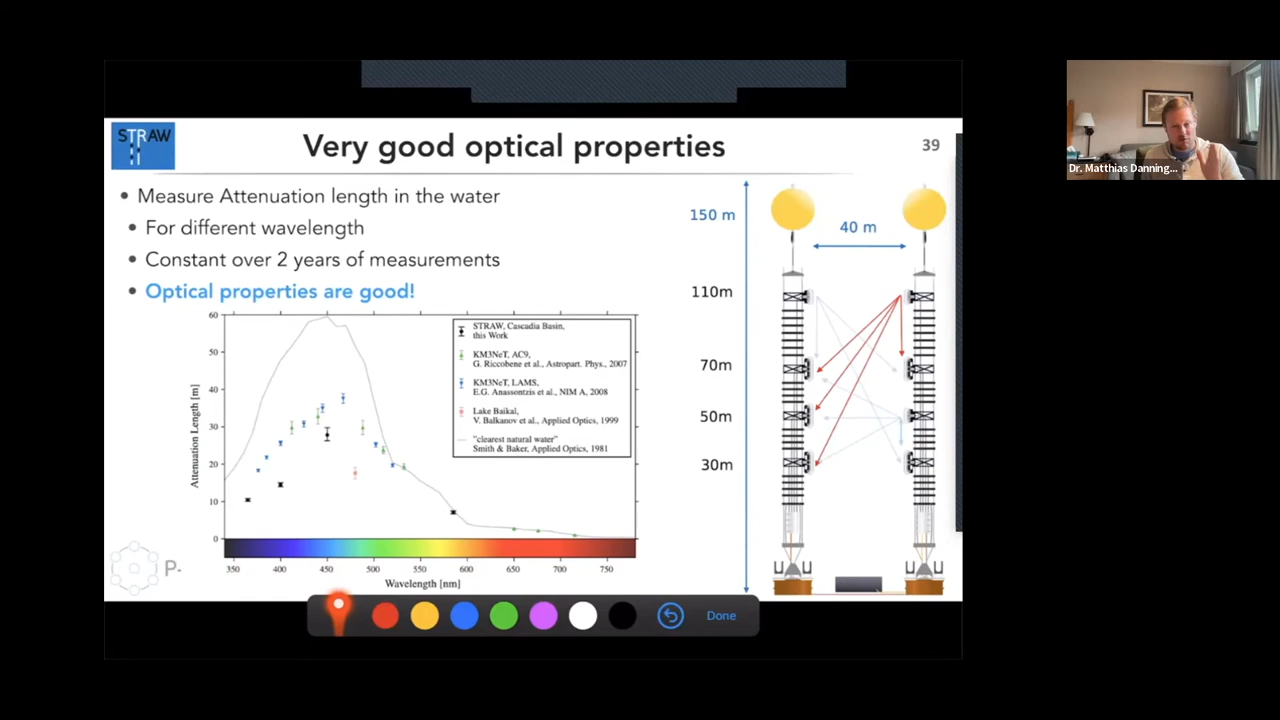 STRAW
Very good optical properties
39
• Measure Attenuation length in the water
• For different wavelength
• Constant over 2 years of measurements
• Optical properties are good!
60
50
40
30
20
10
0
Attenuation Length [m]
STRAW, Cascadia Basin,
this Work
KM3NeT, AC9,
G. Riccobene et al., Astropart. Phys., 2007
KM3NeT, LAMS,
E.G. Anassontzis et al., NIM A, 2008
Lake Baikal,
V. Balkanov et al., Applied Optics, 1999
"clearest natural water"
Smith & Baker, Applied Optics, 1981
350 400 450 500 550 600 650 700 750
Wavelength [nm]
P-
150 m
40 m
110m
70m
50m
30m
Done
Dr. Matthias Danning...